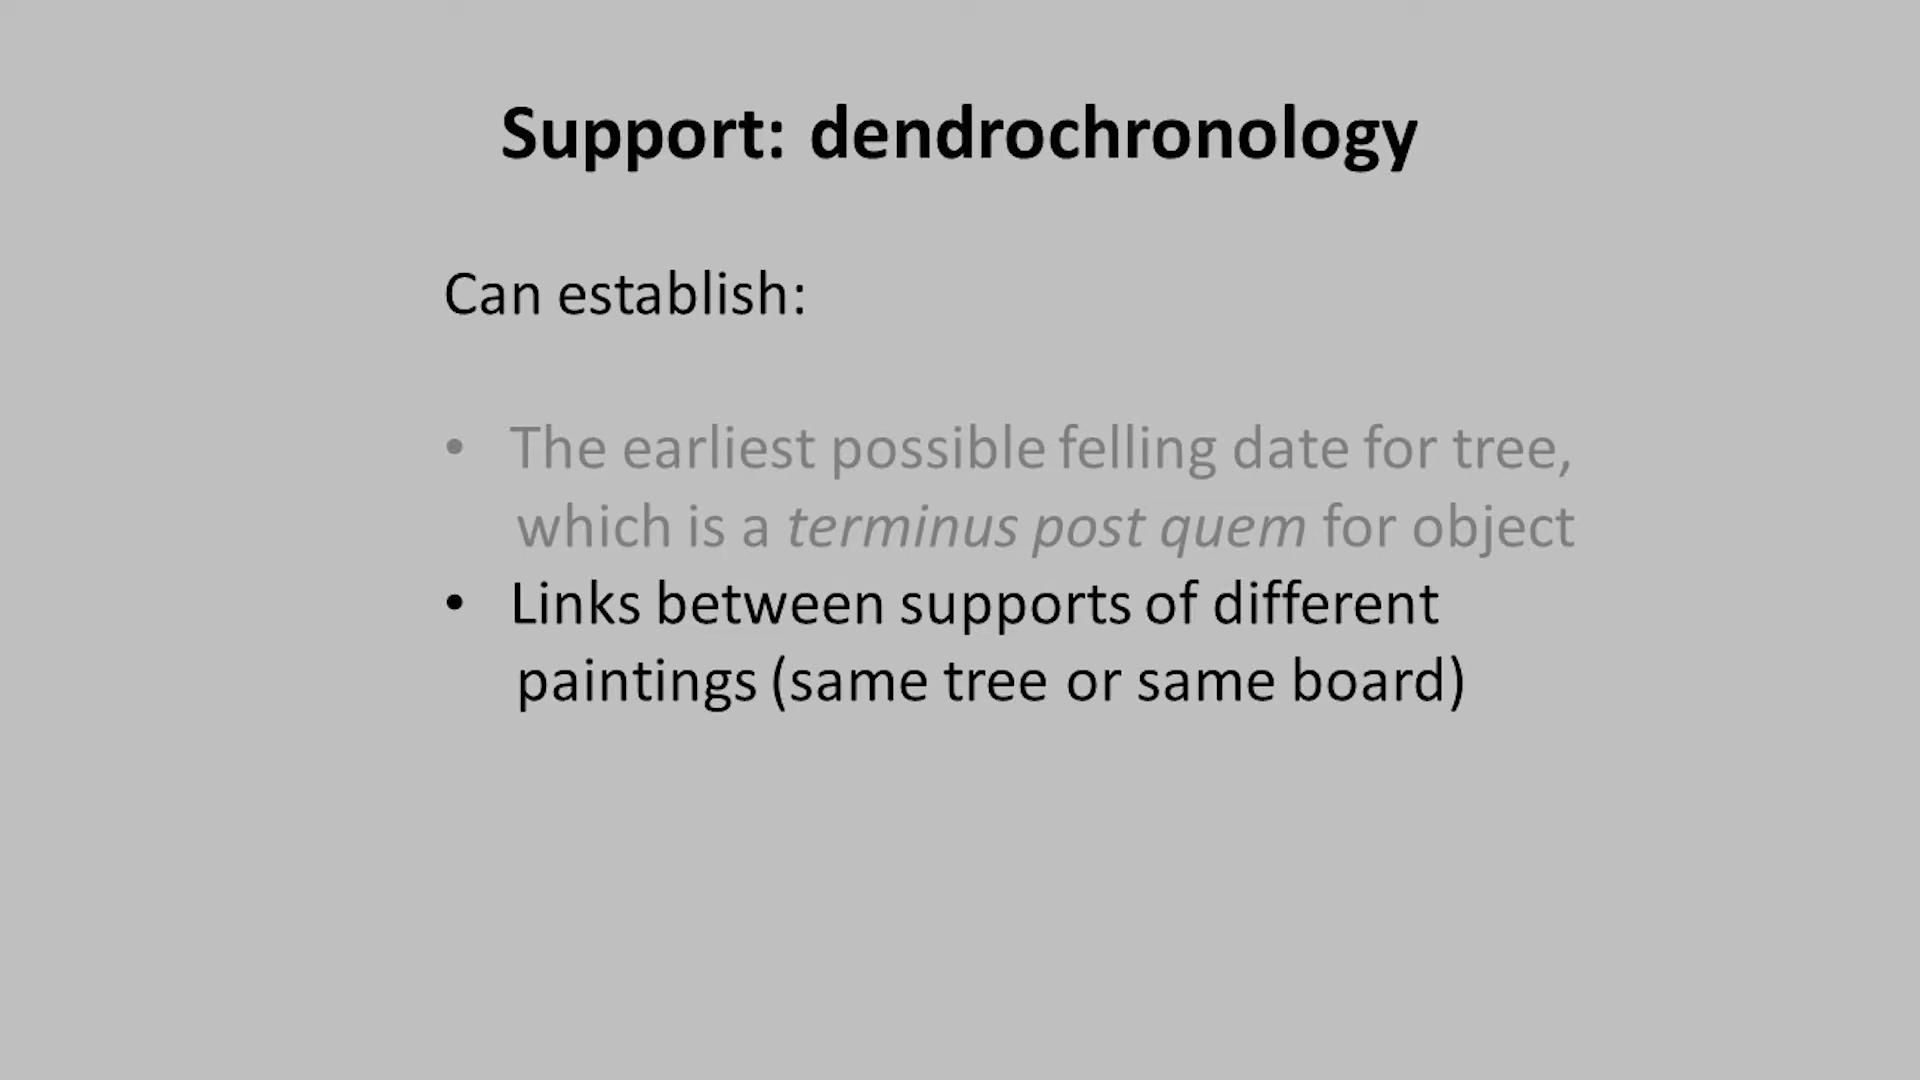 Support: dendrochronology
Can establish:
• The earliest possible felling date for tree,
which is a terminus post quem for object
• Links between supports of different
paintings (same tree or same board)